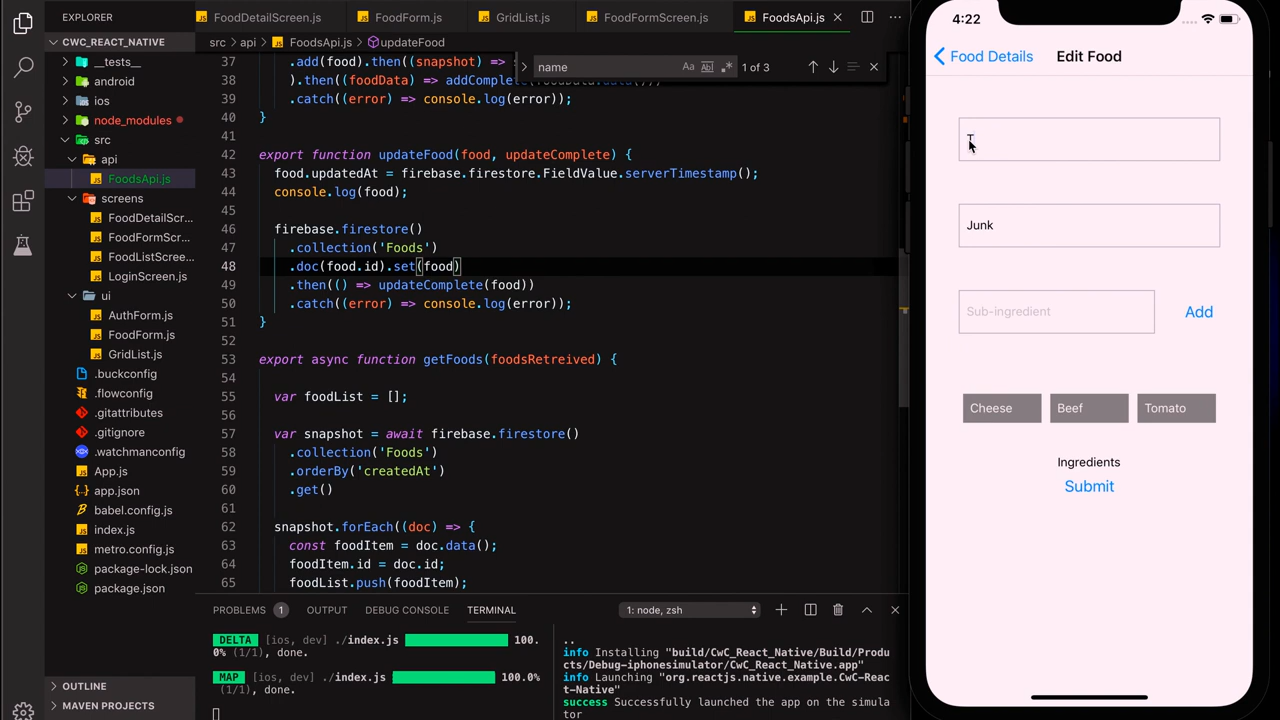 EXPLORER
FoodDetailScreen.js
FoodForm.js
GridList.js
FoodFormScreen.js
FoodsApi.js
CWC_REACT_NATIVE
src > api > FoodsApi.js > updateFood
__tests__
android
ios
node_modules
src
api
FoodsApi.js
screens
FoodDetailScr...
FoodFormScr...
FoodListScree...
LoginScreen.js
ui
AuthForm.js
FoodForm.js
GridList.js
.buckconfig
.flowconfig
.gitattributes
.gitignore
.watchmanconfig
App.js
app.json
babel.config.js
index.js
metro.config.js
package-lock.json
package.json
OUTLINE
MAVEN PROJECTS
name
Aa
1 of 3
37 .add(food).then((snapshot) => s
38 ).then((foodData) => addComplete
39 .catch((error) => console.log(error));
40 }
41
42 export function updateFood(food, updateComplete) {
43 food.updatedAt = firebase.firestore.FieldValue.serverTimestamp();
44 console.log(food);
45
46 firebase.firestore()
47 .collection('Foods')
48 .doc(food.id).set(food)
49 .then(() => updateComplete(food))
50 .catch((error) => console.log(error));
51 }
52
53 export async function getFoods(foodsRetreived) {
54
55 var foodList = [];
56
57 var snapshot = await firebase.firestore()
58 .collection('Foods')
59 .orderBy('createdAt')
60 .get()
61
62 snapshot.forEach((doc) => {
63 const foodItem = doc.data();
64 foodItem.id = doc.id;
65 foodList.push(foodItem);
PROBLEMS 1
OUTPUT
DEBUG CONSOLE
TERMINAL
1: node, zsh
DELTA [ios, dev] ./index.js 100.
0% (1/1), done.
MAP [ios, dev] ./index.js 100.0%
(1/1), done.
..
info Installing "build/CwC_React_Native/Build/Produ
cts/Debug-iphonesimulator/CwC_React_Native.app"
info Launching "org.reactjs.native.example.CwC-Reac
t-Native"
success Successfully launched the app on the simula
tor
4:22
Food Details
Edit Food
T
Junk
Sub-ingredient
Add
Cheese
Beef
Tomato
Ingredients
Submit